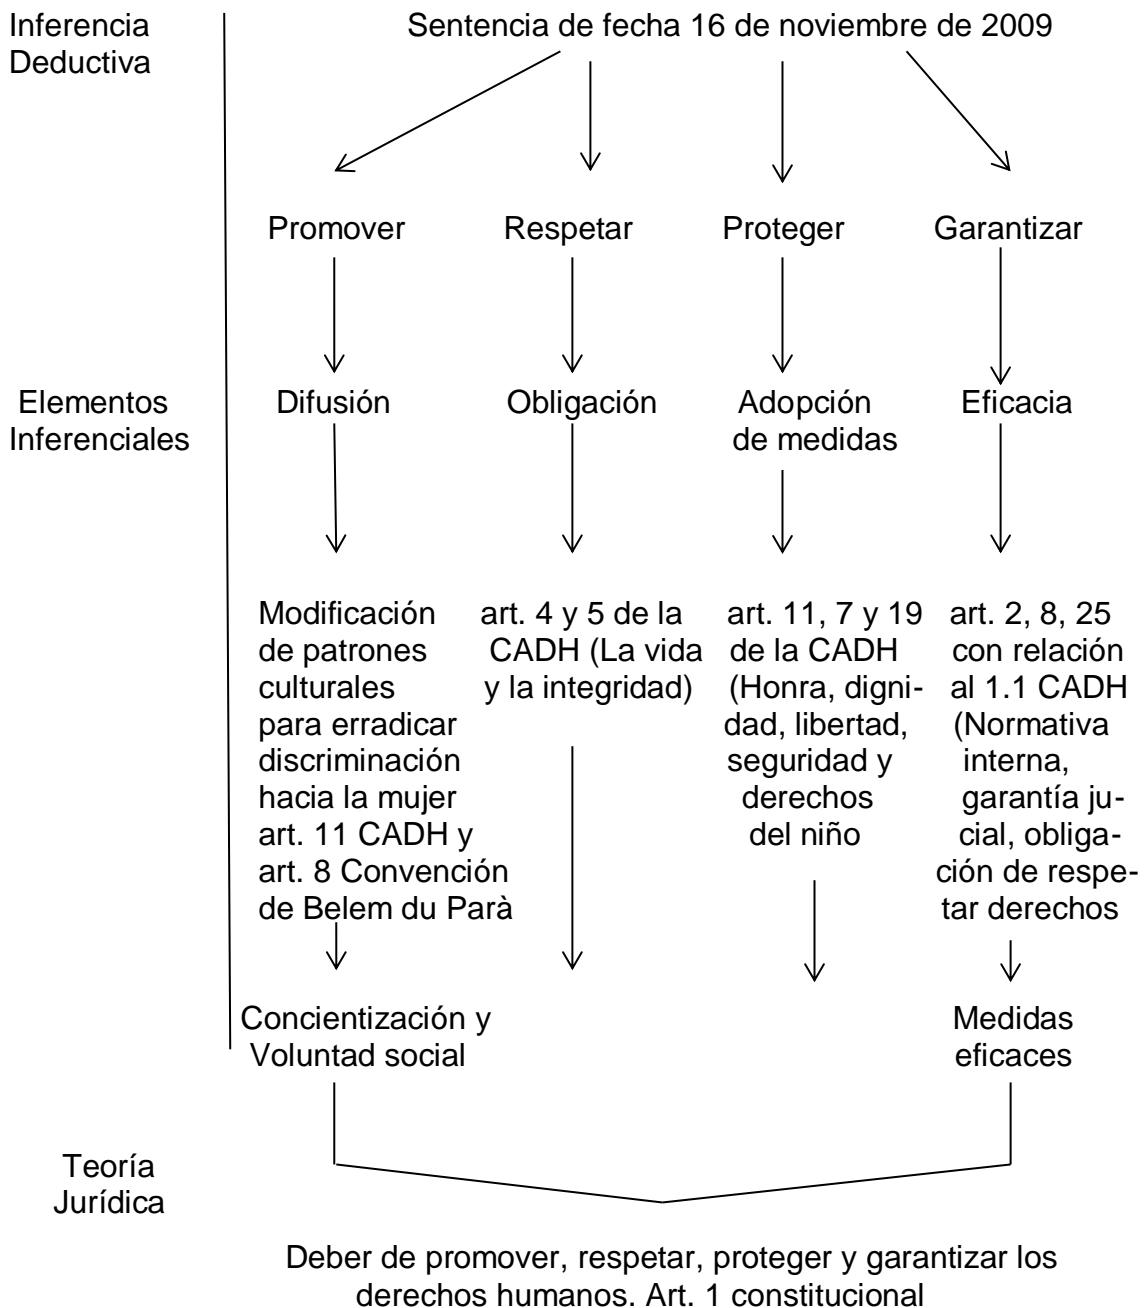 Inferencia
Deductiva
Sentencia de fecha 16 de noviembre de 2009
Promover
Respetar
Proteger
Garantizar
Elementos
Inferenciales
Difusión
Obligación
Adopción
de medidas
Eficacia
Modificación
de patrones
culturales
para erradicar
discriminación
hacia la mujer
art. 11 CADH y
art. 8 Convención
de Belem du Parà
art. 4 y 5 de la
CADH (La vida
y la integridad)
art. 11, 7 y 19
de la CADH
(Honra, digni-
dad, libertad,
seguridad y
derechos
del niño
art. 2, 8, 25
con relación
al 1.1 CADH
(Normativa
interna,
garantía ju-
cial, obliga-
ción de respe-
tar derechos
Concientización y
Voluntad social
Medidas
eficaces
Teoría
Jurídica
Deber de promover, respetar, proteger y garantizar los
derechos humanos. Art. 1 constitucional